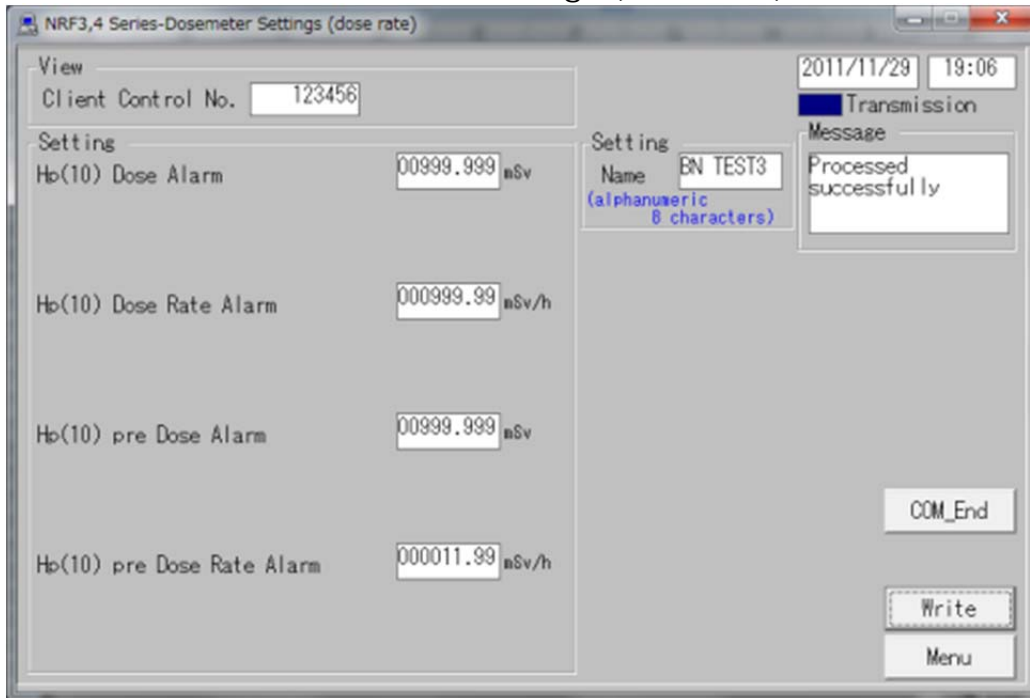 NRF3,4 Series-Dosemeter Settings (dose rate)
View
Client Control No. 123456
2011/11/29 19:06
Transmission
Message
Processed
successfully
Setting
Name BN TEST3
(alphanumeric
8 characters)
Setting
Hp(10) Dose Alarm 00999.999 mSv
Hp(10) Dose Rate Alarm 000999.99 mSv/h
Hp(10) pre Dose Alarm 00999.999 mSv
Hp(10) pre Dose Rate Alarm 000011.99 mSv/h
COM_End
Write
Menu